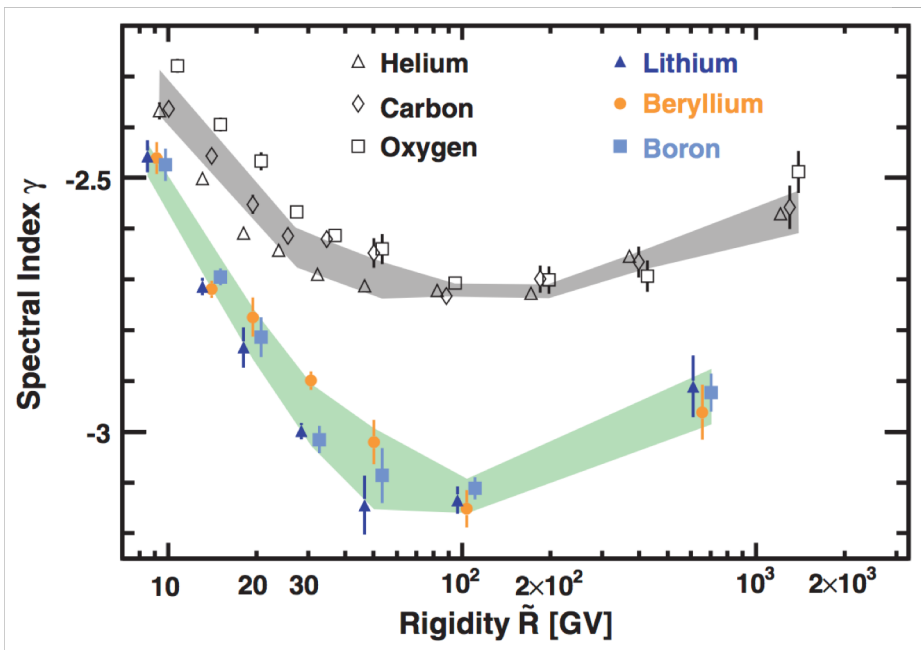 Helium
Carbon
Oxygen
Lithium
Beryllium
Boron
Spectral Index γ
-2.5
-3
10
20
30
10²
2×10²
10³
2×10³
Rigidity R̃ [GV]